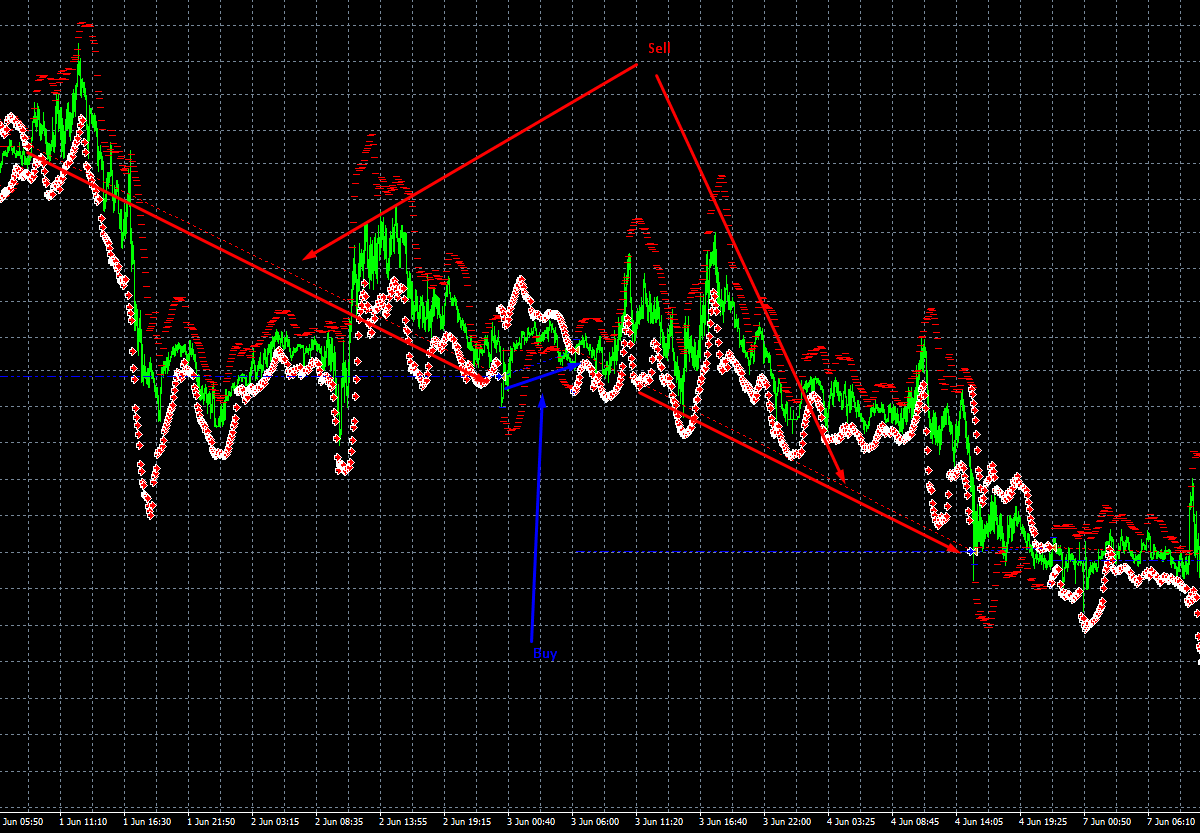 Sell
Buy
Jun 05:50
1 Jun 11:10
1 Jun 16:30
1 Jun 21:50
2 Jun 03:15
2 Jun 08:35
2 Jun 13:55
2 Jun 19:15
3 Jun 00:40
3 Jun 06:00
3 Jun 11:20
3 Jun 16:40
3 Jun 22:00
4 Jun 03:25
4 Jun 08:45
4 Jun 14:05
4 Jun 19:25
7 Jun 00:50
7 Jun 06:10